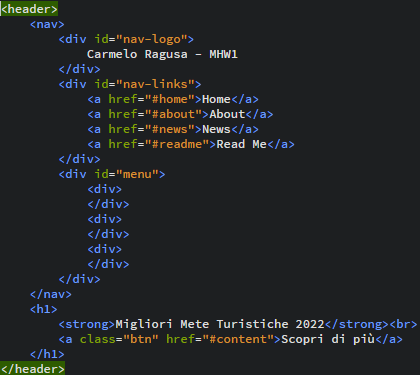 <header>
    <nav>
        <div id="nav-logo">
            Carmelo Ragusa - MHW1
        </div>
        <div id="nav-links">
            <a href="#home">Home</a>
            <a href="#about">About</a>
            <a href="#news">News</a>
            <a href="#readme">Read Me</a>
        </div>
        <div id="menu">
            <div>
            </div>
            <div>
            </div>
            <div>
            </div>
        </div>
    </nav>
    <h1>
        <strong>Migliori Mete Turistiche 2022</strong><br>
        <a class="btn" href="#content">Scopri di più</a>
    </h1>
</header>